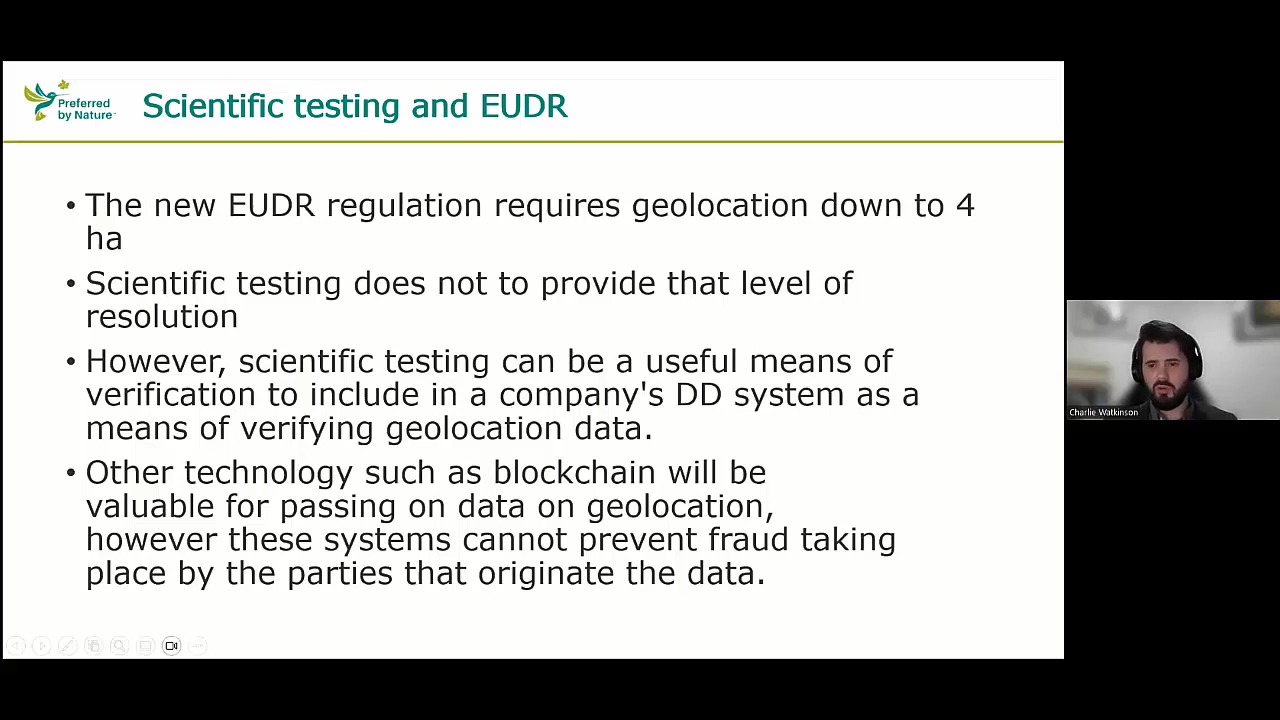 Preferred
by Nature™
Scientific testing and EUDR
• The new EUDR regulation requires geolocation down to 4
ha
• Scientific testing does not to provide that level of
resolution
• However, scientific testing can be a useful means of
verification to include in a company's DD system as a
means of verifying geolocation data.
• Other technology such as blockchain will be
valuable for passing on data on geolocation,
however these systems cannot prevent fraud taking
place by the parties that originate the data.
Charlie Watkinson